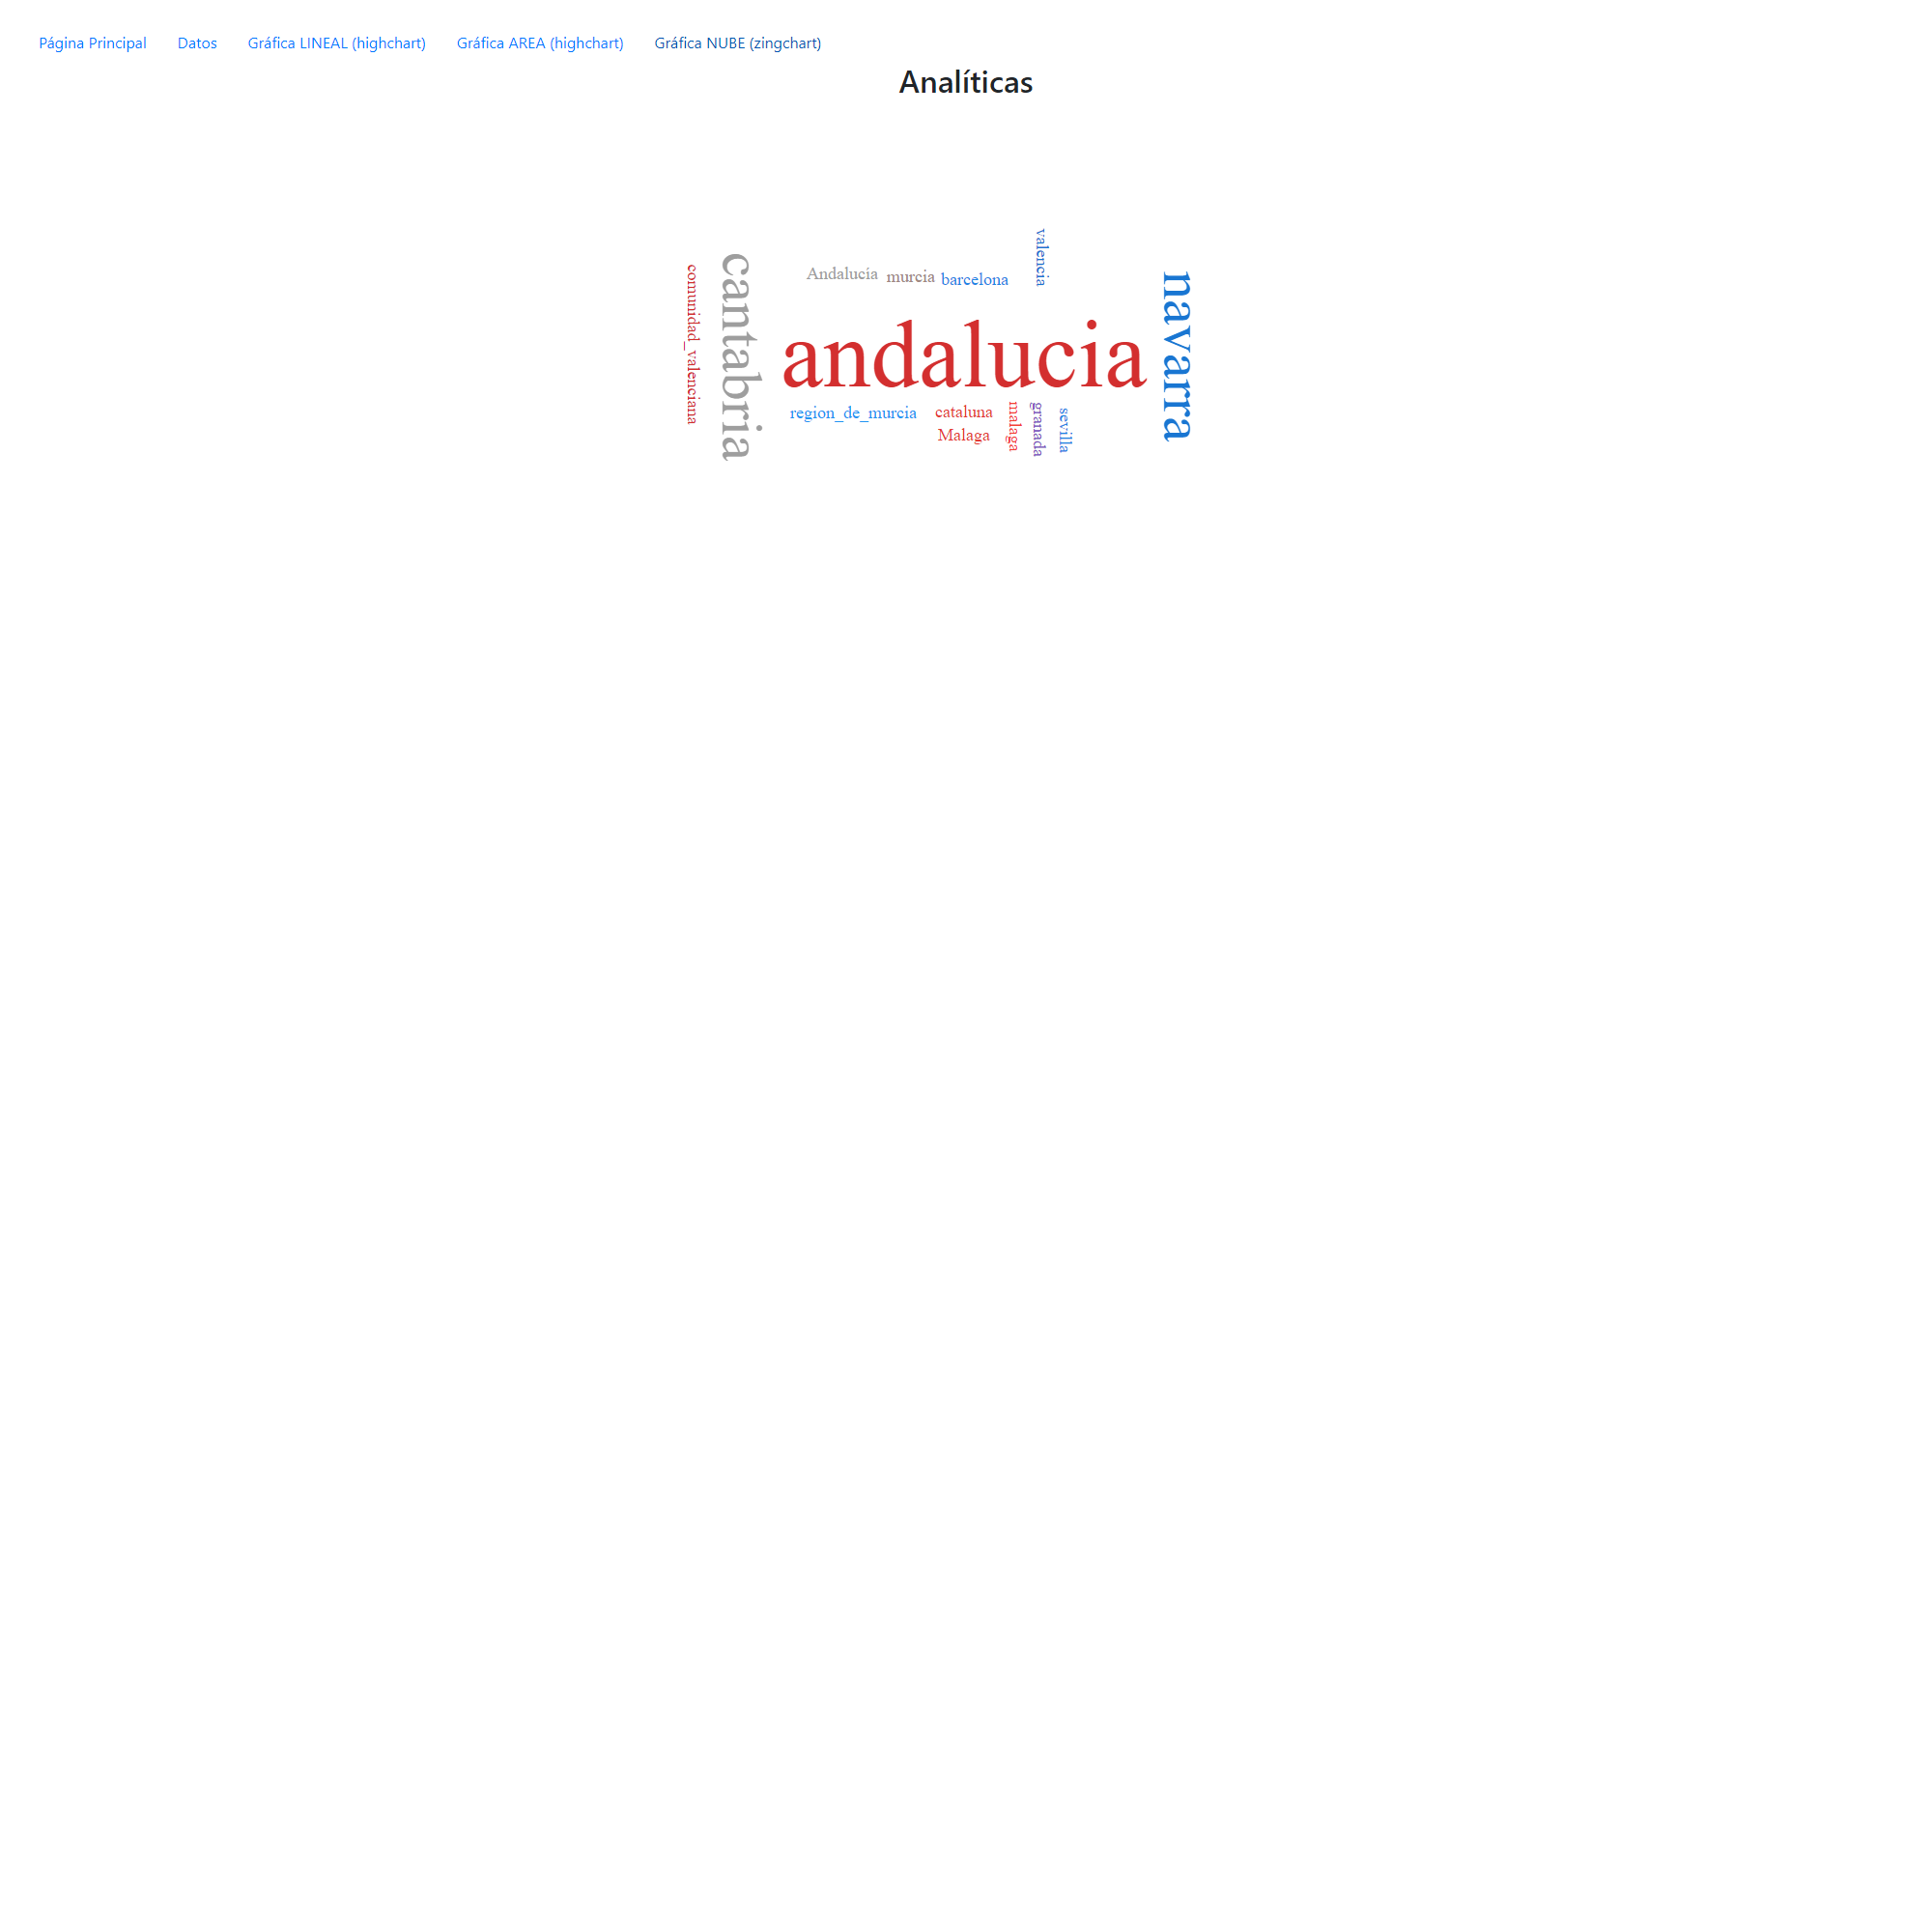 Página Principal Datos Gráfica LINEAL (highchart) Gráfica AREA (highchart) Gráfica NUBE (zingchart)
Analíticas
valencia
comunidad_valenciana
cantabria
Andalucía
murcia
barcelona
navarra
andalucia
region_de_murcia
cataluna
malaga
granada
sevilla
Malaga